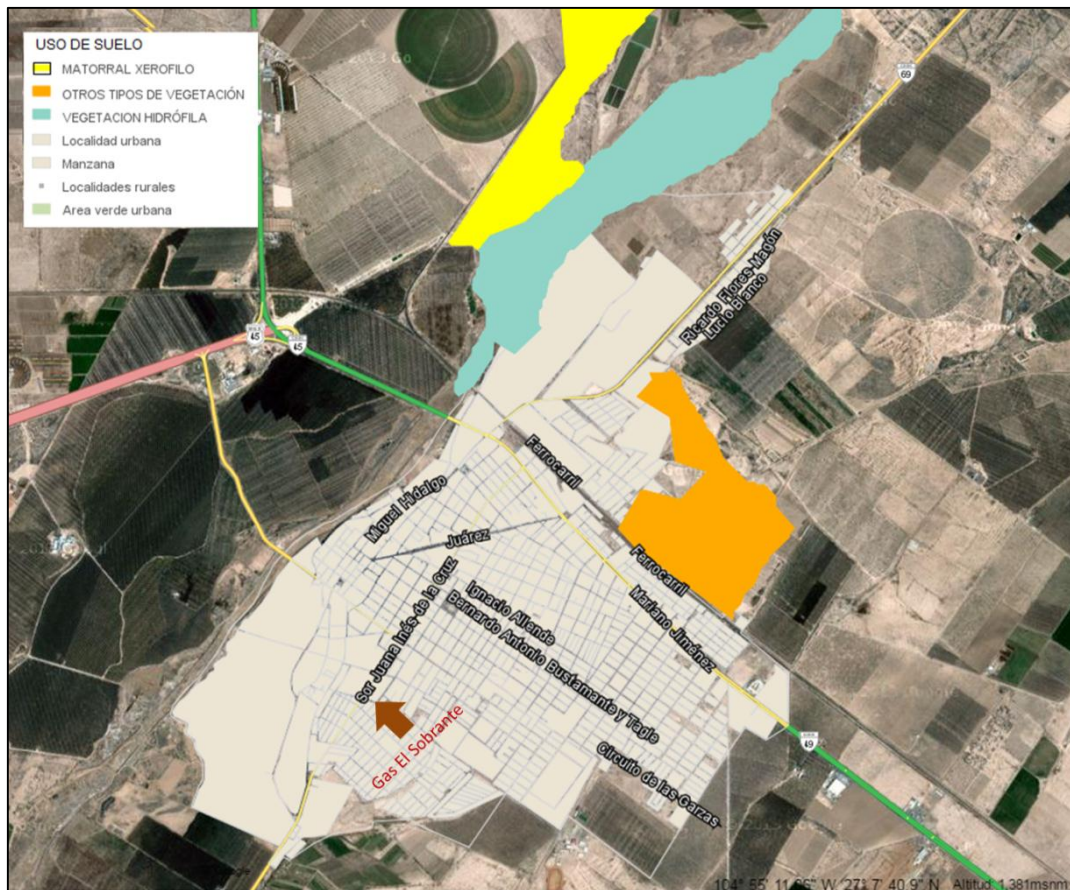 USO DE SUELO
MATORRAL XEROFILO
OTROS TIPOS DE VEGETACIÓN
VEGETACION HIDRÓFILA
Localidad urbana
Manzana
Localidades rurales
Area verde urbana
69
45
45
Ricardo Flores Magón
Lucio Blanco
Ferrocarril
Miguel Hidalgo
Juárez
Ferrocarril
Sor Juana Inés de la Cruz
Ignacio Allende
Mariano Jiménez
Bernardo Antonio Bustamante y Tagle
Gas El Sobrante
Circuito de las Garzas
49